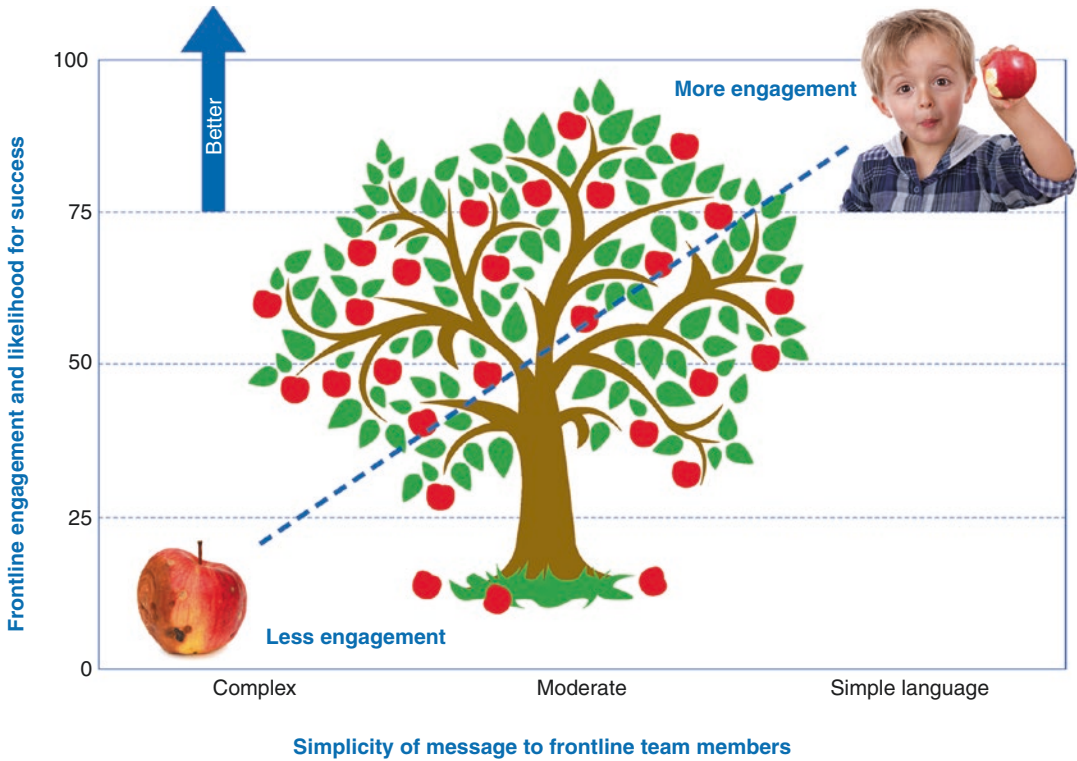 Better
More engagement
Less engagement
100
75
50
25
0
Frontline engagement and likelihood for success
Complex
Moderate
Simple language
Simplicity of message to frontline team members